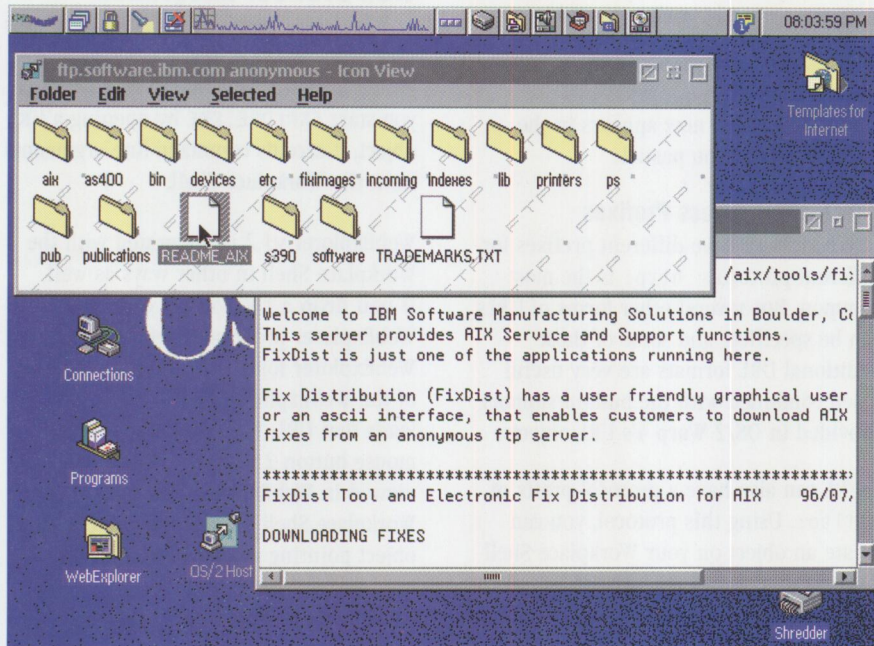 08:03:59 PM
ftp.software.ibm.com anonymous - Icon View
Folder Edit View Selected Help
aix as400 bin devices etc fiximages incoming indexes lib printers ps
pub publications README_AIX s390 software TRADEMARKS.TXT
Templates for
Internet
/aix/tools/fi
OS
Welcome to IBM Software Manufacturing Solutions in Boulder, Co
This server provides AIX Service and Support functions.
FixDist is just one of the applications running here.
Fix Distribution (FixDist) has a user friendly graphical user
or an ascii interface, that enables customers to download AIX
fixes from an anonymous ftp server.
***************************************************************
FixDist Tool and Electronic Fix Distribution for AIX 96/07
DOWNLOADING FIXES
Connections
Programs
WebExplorer
OS/2 Host
Shredder